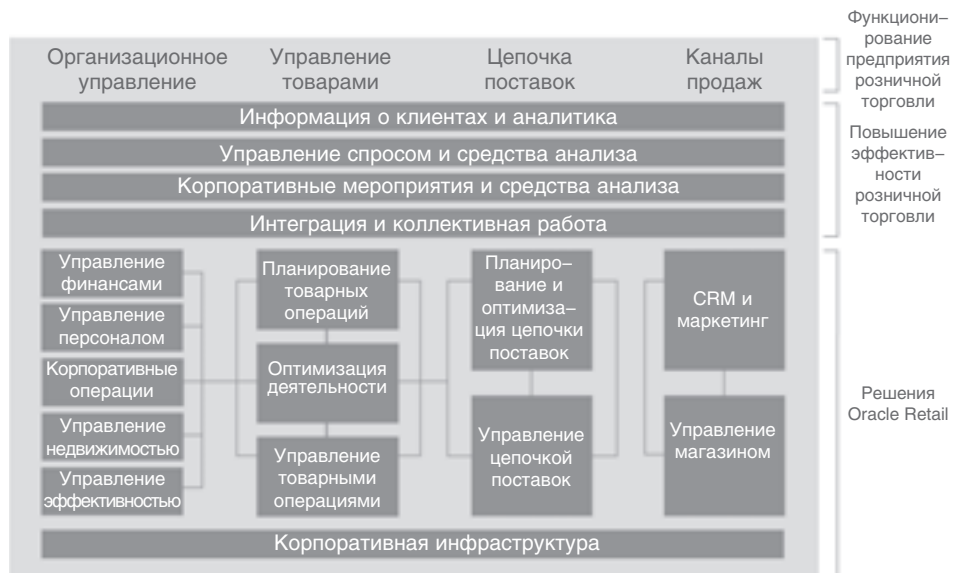 Организационное
управление
Управление
товарами
Цепочка
поставок
Каналы
продаж
Функциони–
рование
предприятия
розничной
торговли
Информация о клиентах и аналитика
Управление спросом и средства анализа
Корпоративные мероприятия и средства анализа
Интеграция и коллективная работа
Повышение
эффектив–
ности
розничной
торговли
Управление
финансами
Управление
персоналом
Корпоративные
операции
Управление
недвижимостью
Управление
эффективностью
Планирование
товарных
операций
Оптимизация
деятельности
Управление
товарными
операциями
Планиро–
вание и
оптимиза–
ция цепочки
поставок
Управление
цепочкой
поставок
CRM и
маркетинг
Управление
магазином
Решения
Oracle Retail
Корпоративная инфраструктура